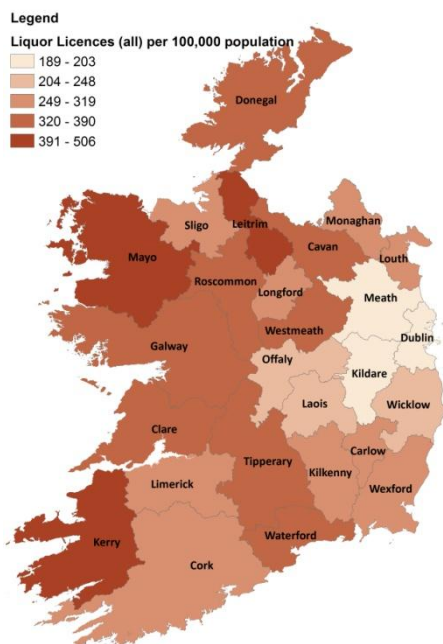 Legend
Liquor Licences (all) per 100,000 population
189 - 203
204 - 248
249 - 319
320 - 390
391 - 506
Donegal
Monaghan
Sligo
Leitrim
Cavan
Louth
Mayo
Roscommon
Longford
Meath
Westmeath
Dublin
Galway
Offaly
Kildare
Laois
Wicklow
Clare
Carlow
Tipperary
Kilkenny
Limerick
Wexford
Waterford
Kerry
Cork